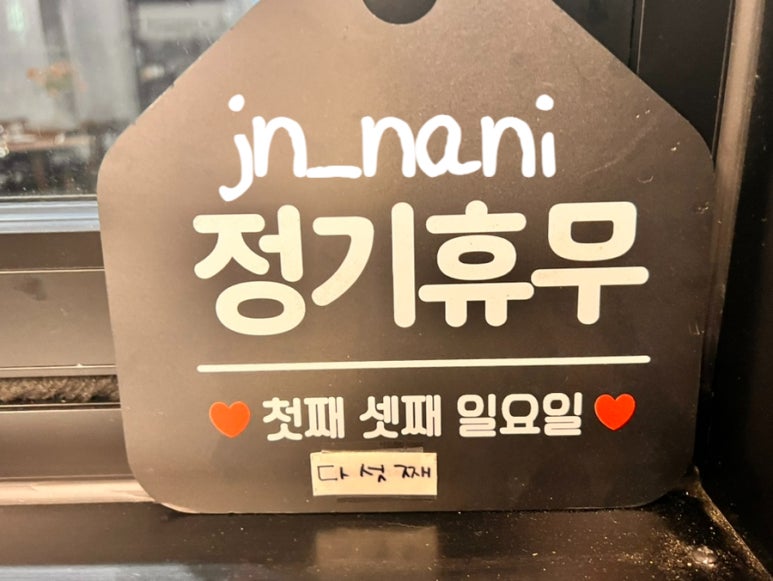 jn_nani
정기휴무
첫째 셋째 일요일
다섯째